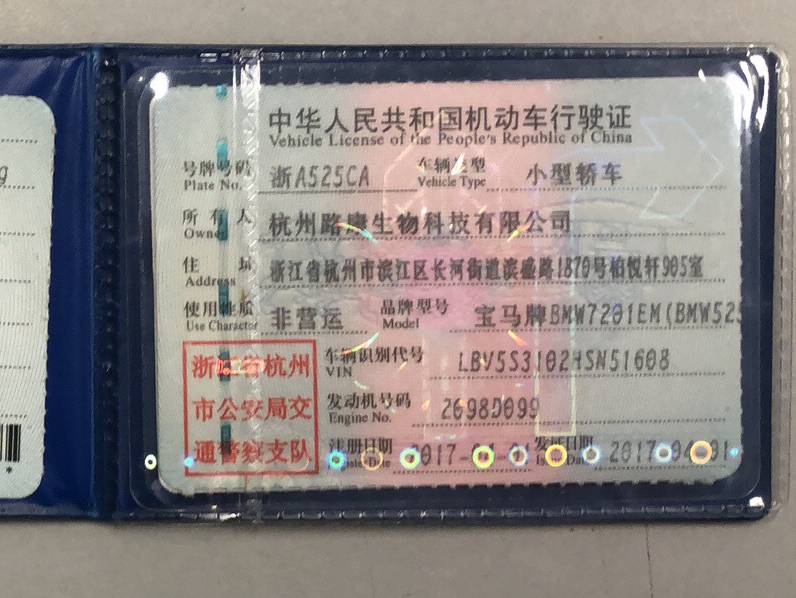 中华人民共和国机动车行驶证
Vehicle License of the People's Republic of China
号牌号码 浙A525CA 车辆类型 小型轿车
Plate No. Vehicle Type
所有人 杭州路康生物科技有限公司
Owner
住址 浙江省杭州市滨江区长河街道滨盛路1870号柏悦轩905室
Address
使用性质 非营运 品牌型号 宝马牌BMW7201EM(BMW525
Use Character Model
浙江省杭州 车辆识别代号 LBV5S3102HSN51608
VIN
市公安局交 发动机号码 2698D099
Engine No.
通警察支队 注册日期 发证日期